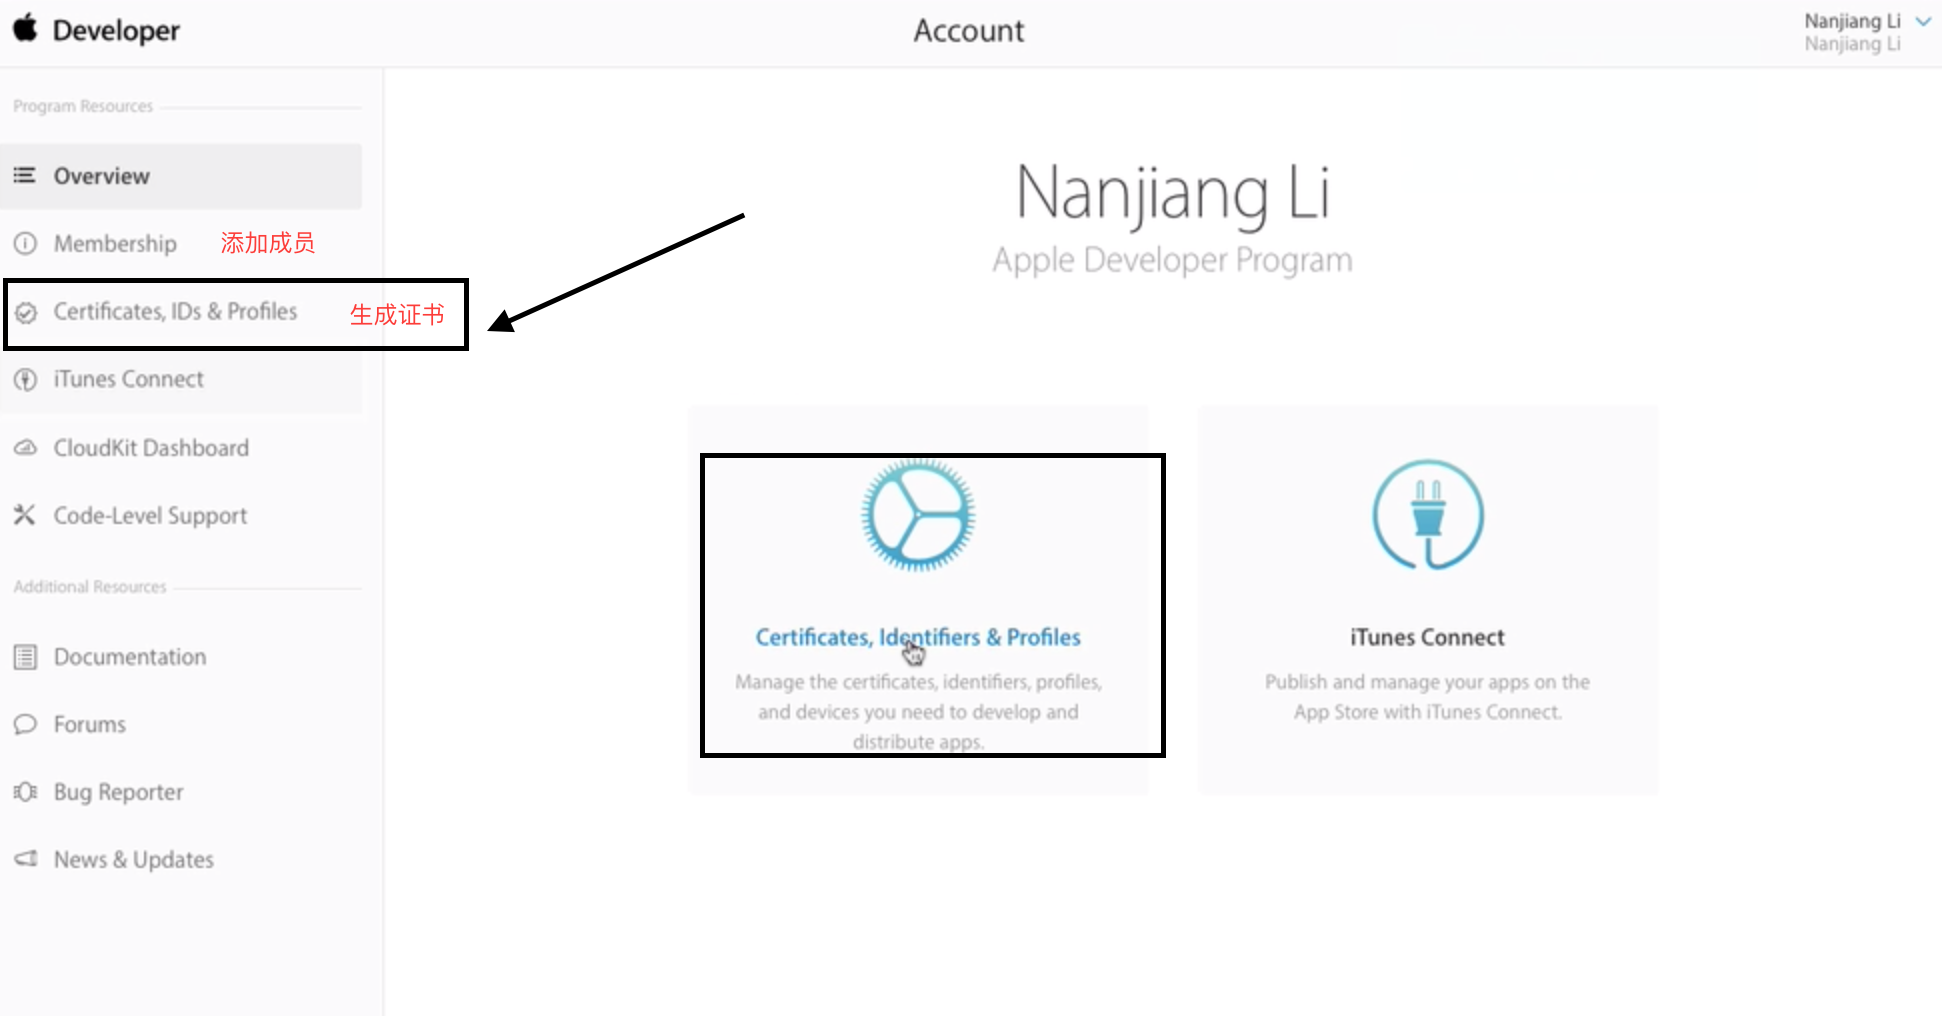 Developer
Account
Nanjiang Li
Nanjiang Li
Program Resources
Overview
Membership 添加成员
Certificates, IDs & Profiles 生成证书
iTunes Connect
CloudKit Dashboard
Code-Level Support
Additional Resources
Documentation
Forums
Bug Reporter
News & Updates
Nanjiang Li
Apple Developer Program
Certificates, Identifiers & Profiles
Manage the certificates, identifiers, profiles,
and devices you need to develop and
distribute apps.
iTunes Connect
Publish and manage your apps on the
App Store with iTunes Connect.